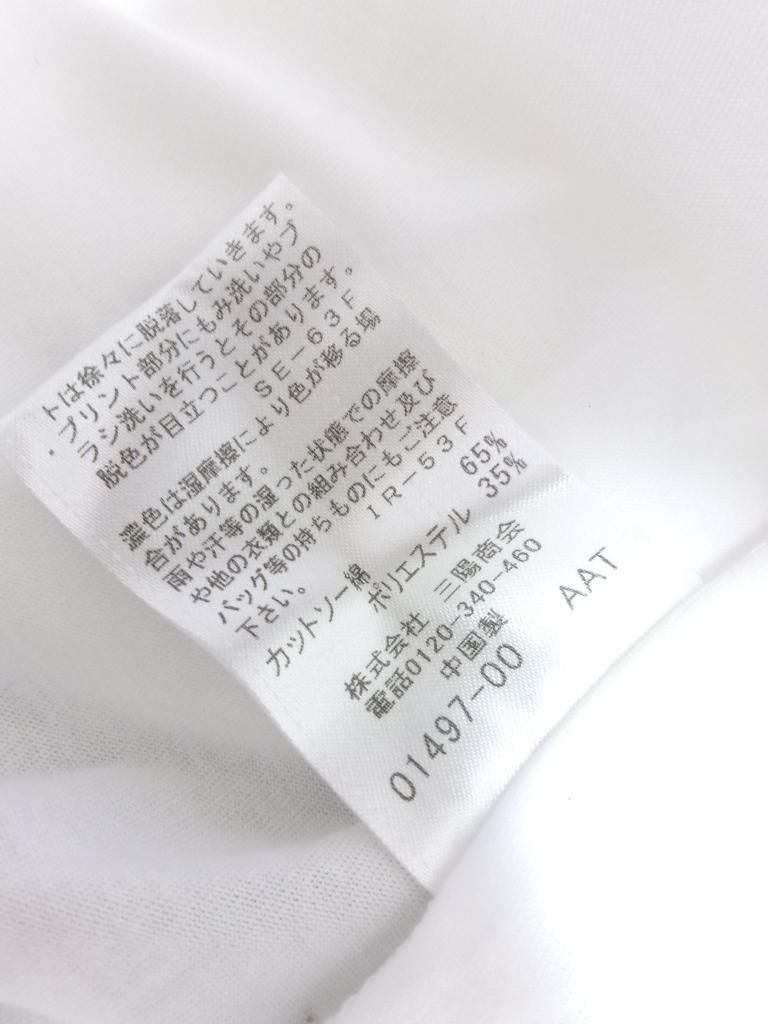 トは徐々に脱落していきます。
・プリント部分にもみ洗いやブ
ラシ洗いを行うとその部分の
脱色が目立つことがあります。
SE-63F
濃色は湿摩擦により色が移る場
合があります。
雨や汗等の湿った状態での摩擦
や他の衣類との組み合わせ及び
バッグ等の持ちものにもご注意
下さい。 IR-53F
カットソー綿 65%
ポリエステル 35%
株式会社 三陽商会
電話0120-340-460
中国製 AAT
01497-00